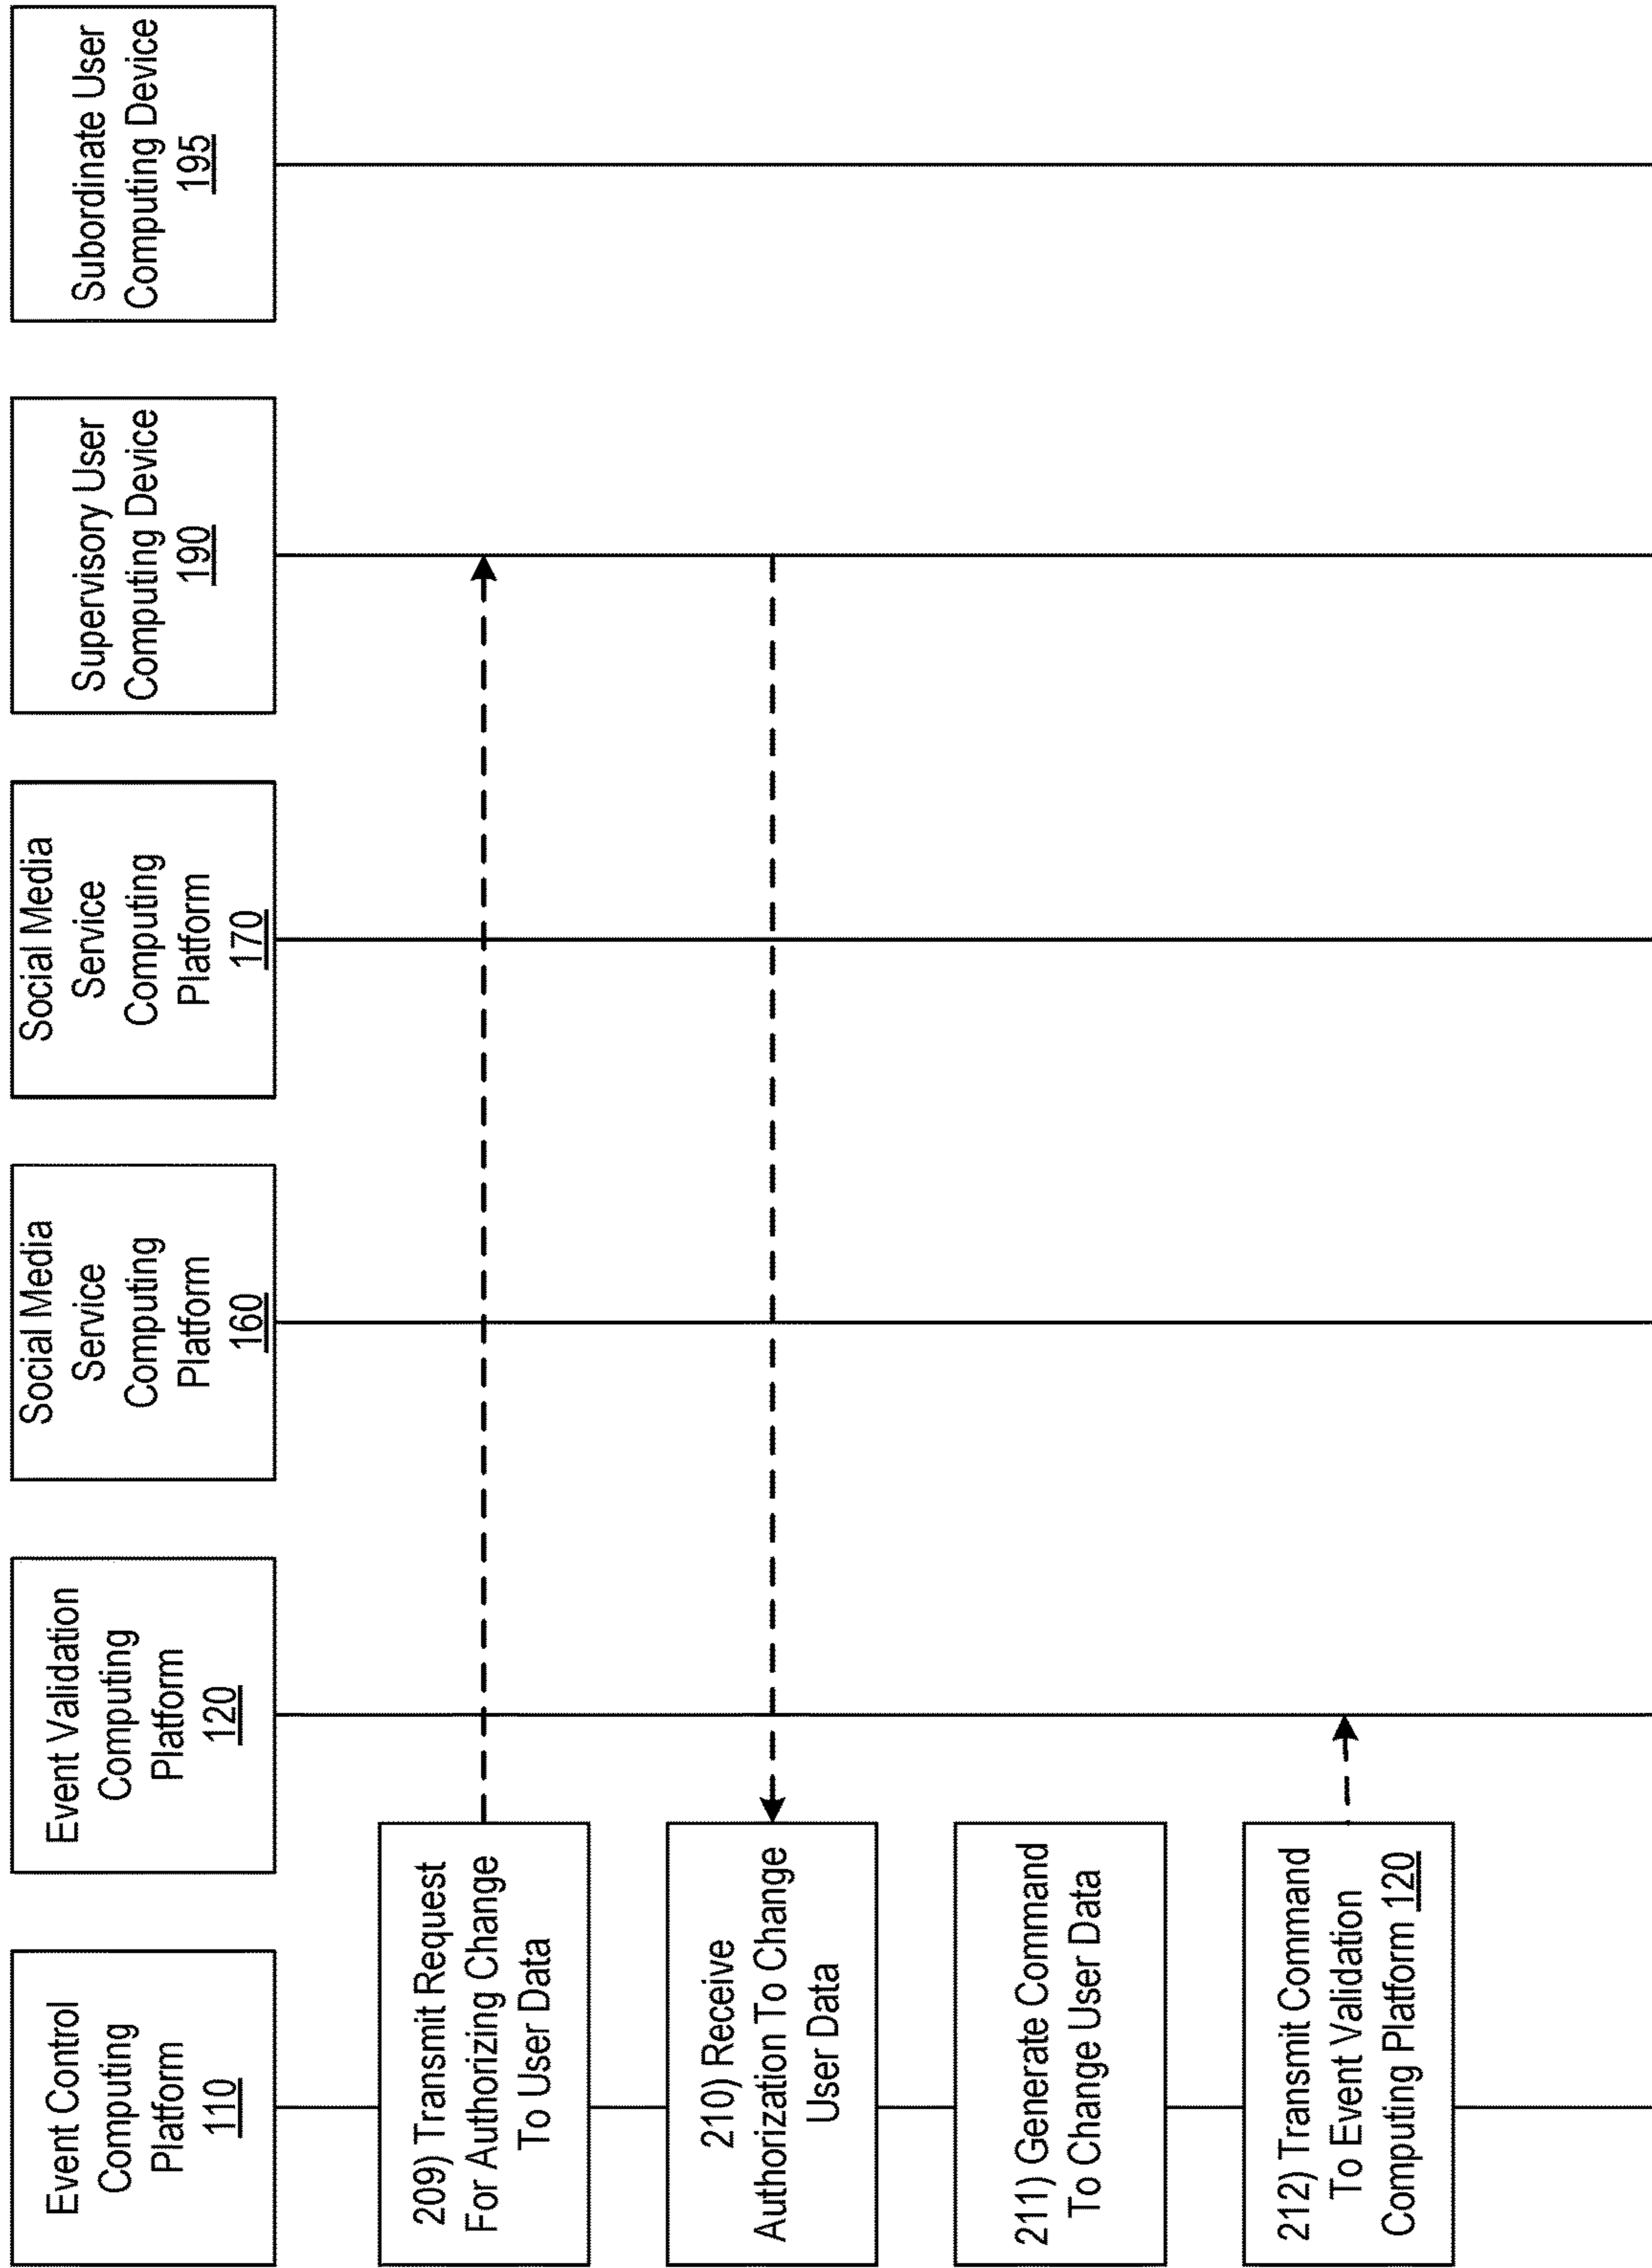 Event Control
Computing
Platform
110
Event Validation
Computing
Platform
120
Social Media
Service
Computing
Platform
160
Social Media
Service
Computing
Platform
170
Supervisory User
Computing Device
190
Subordinate User
Computing Device
195
209) Transmit Request
For Authorizing Change
To User Data
210) Receive
Authorization To Change
User Data
211) Generate Command
To Change User Data
212) Transmit Command
To Event Validation
Computing Platform 120